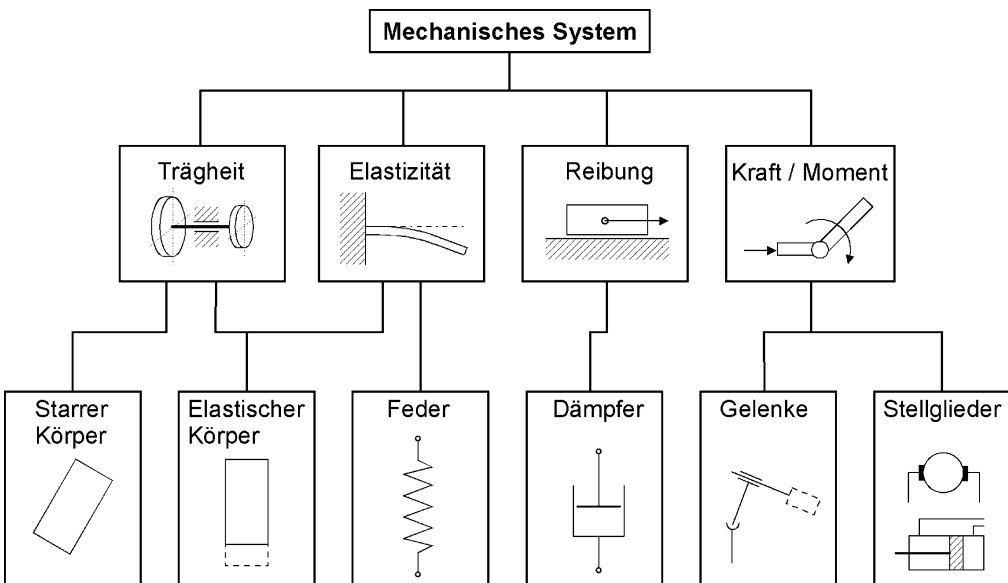 Mechanisches System
Trägheit
Elastizität
Reibung
Kraft / Moment
Starrer
Körper
Elastischer
Körper
Feder
Dämpfer
Gelenke
Stellglieder